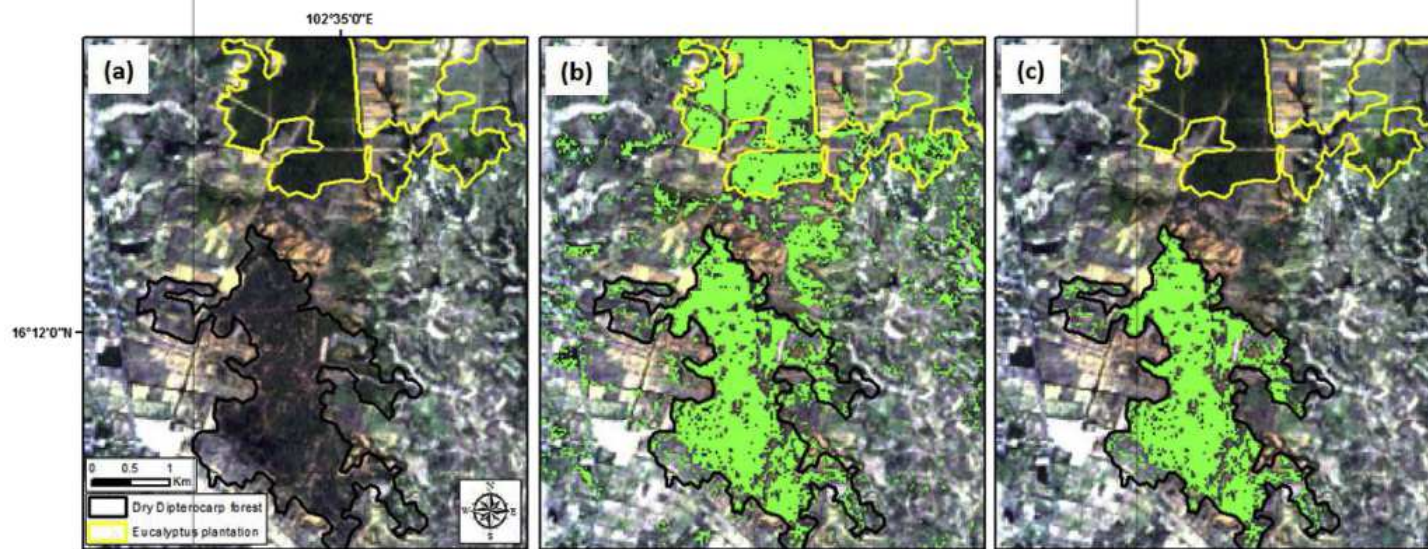 102°35'0"E
(a)
(b)
(c)
16°12'0"N
0 0.5 1
Km
Dry Dipterocarp forest
Eucalyptus plantation
N
W E
S